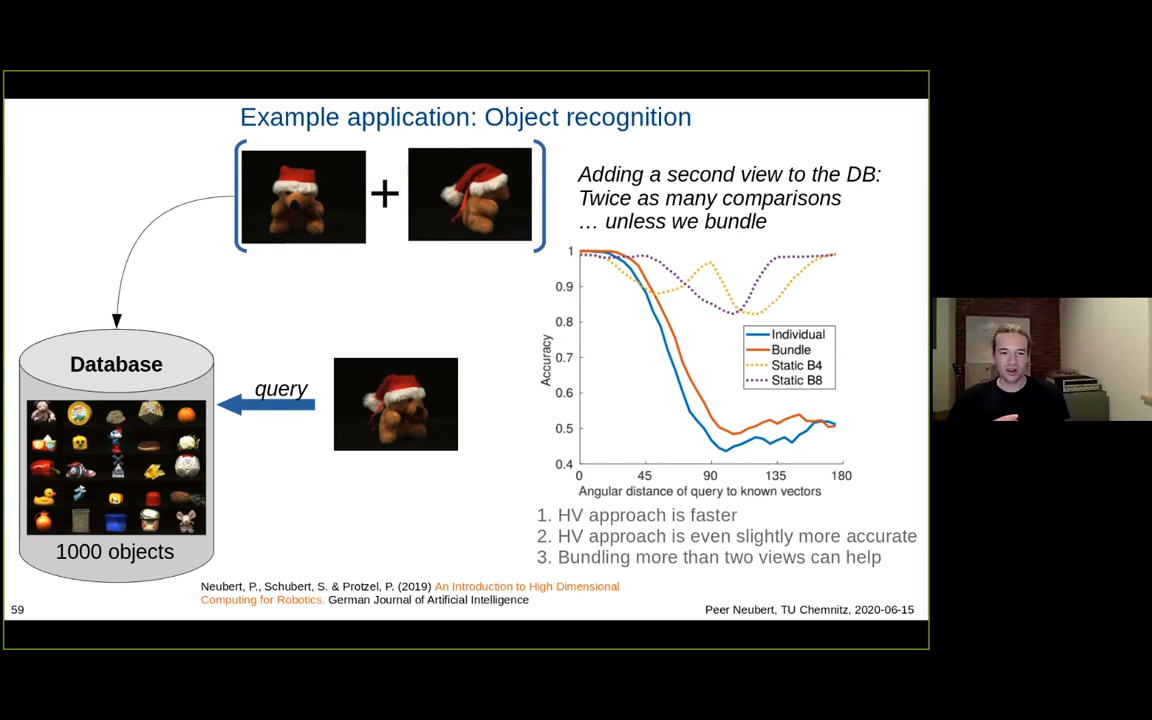 Example application: Object recognition
+
Adding a second view to the DB:
Twice as many comparisons
… unless we bundle
Database
query
1000 objects
1
0.9
0.8
0.7
0.6
0.5
0.4
Accuracy
Individual
Bundle
Static B4
Static B8
0 45 90 135 180
Angular distance of query to known vectors
1. HV approach is faster
2. HV approach is even slightly more accurate
3. Bundling more than two views can help
Neubert, P., Schubert, S. & Protzel, P. (2019) An Introduction to High Dimensional
Computing for Robotics. German Journal of Artificial Intelligence
59
Peer Neubert, TU Chemnitz, 2020-06-15